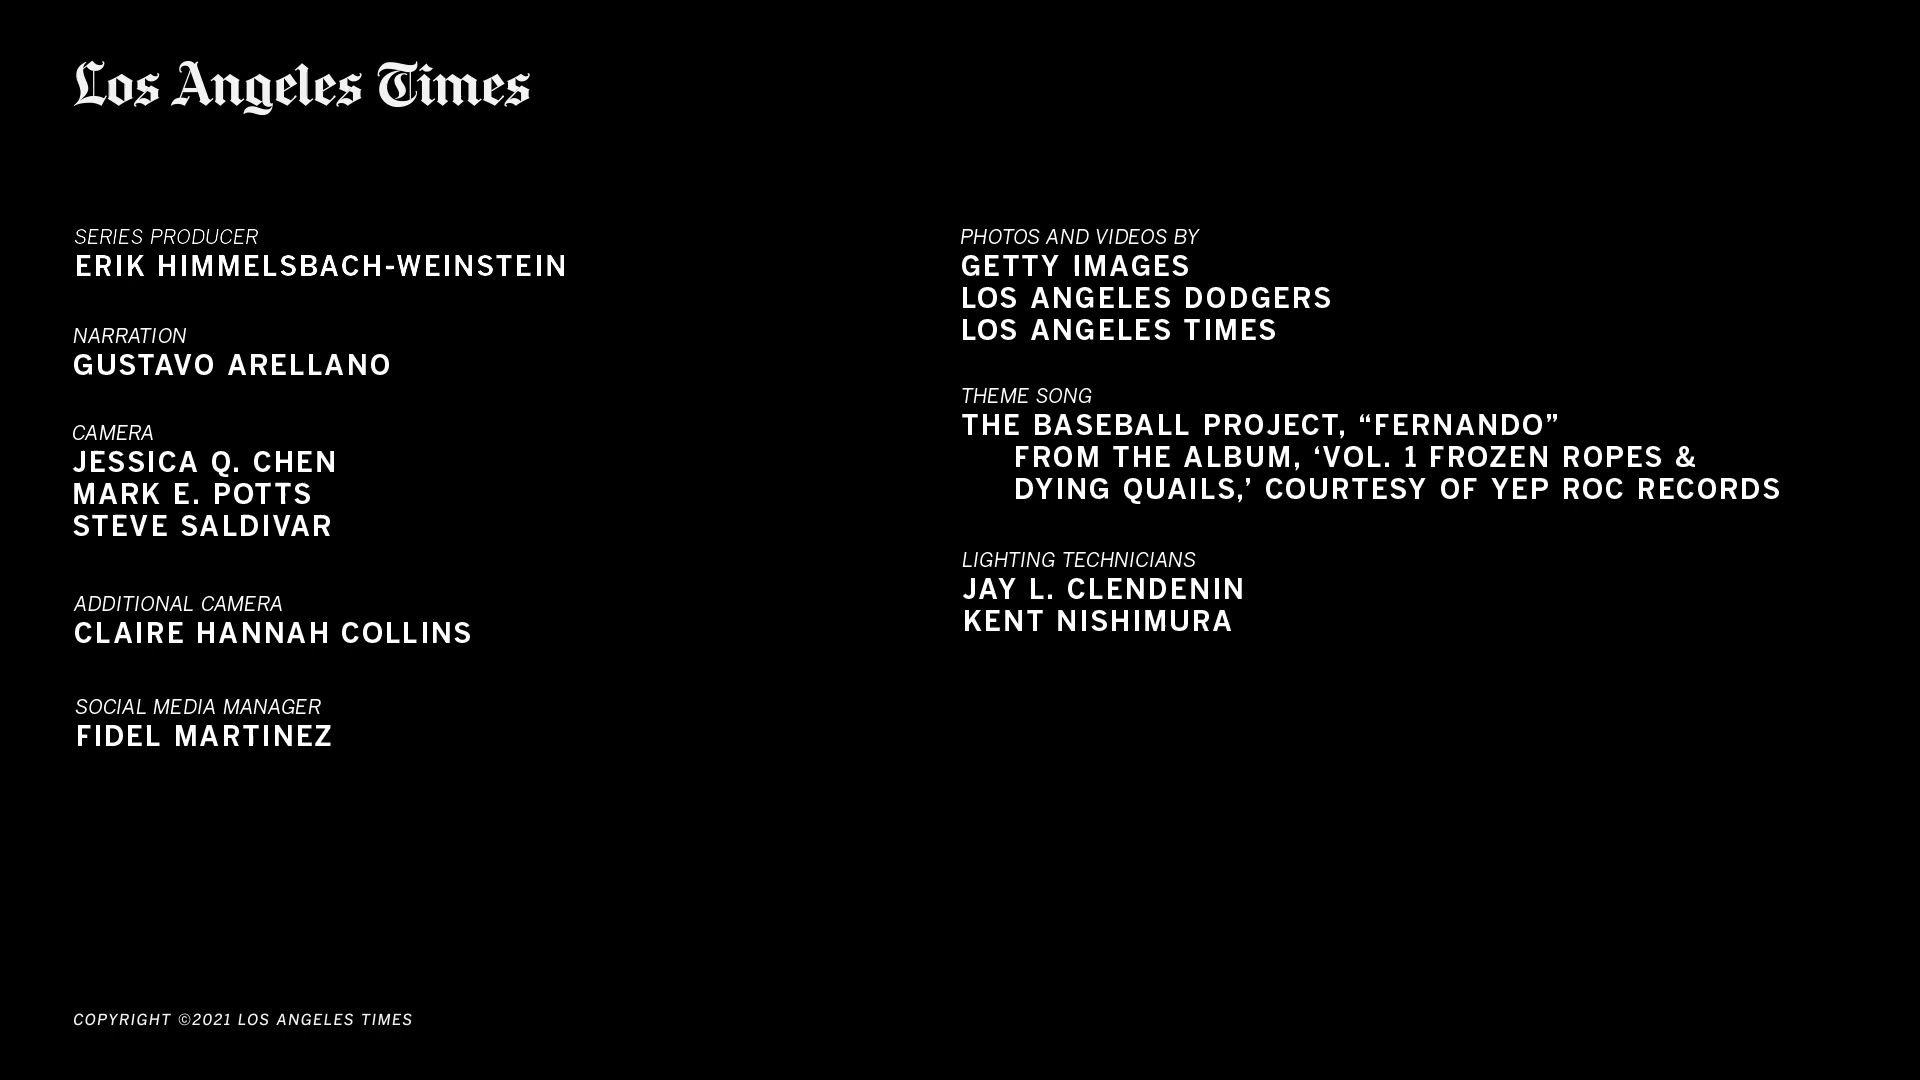 Los Angeles Times
SERIES PRODUCER
ERIK HIMMELSBACH-WEINSTEIN
NARRATION
GUSTAVO ARELLANO
CAMERA
JESSICA Q. CHEN
MARK E. POTTS
STEVE SALDIVAR
ADDITIONAL CAMERA
CLAIRE HANNAH COLLINS
SOCIAL MEDIA MANAGER
FIDEL MARTINEZ
PHOTOS AND VIDEOS BY
GETTY IMAGES
LOS ANGELES DODGERS
LOS ANGELES TIMES
THEME SONG
THE BASEBALL PROJECT, “FERNANDO”
FROM THE ALBUM, ‘VOL. 1 FROZEN ROPES &
DYING QUAILS,’ COURTESY OF YEP ROC RECORDS
LIGHTING TECHNICIANS
JAY L. CLENDENIN
KENT NISHIMURA
COPYRIGHT ©2021 LOS ANGELES TIMES